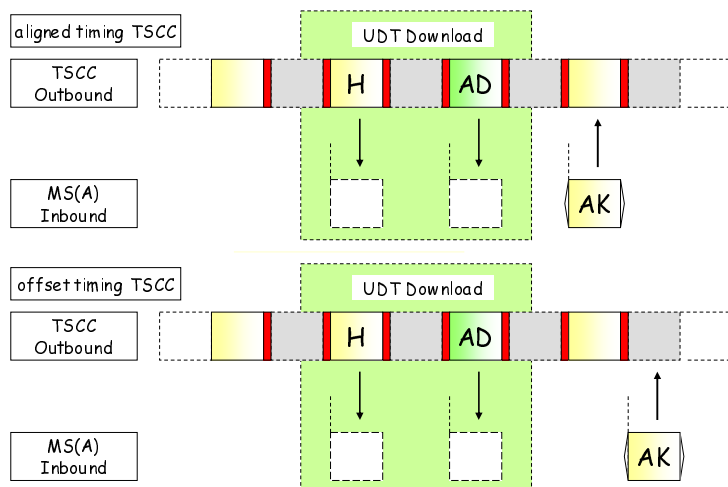 aligned timing TSCC
UDT Download
TSCC
Outbound
H
AD
MS(A)
Inbound
AK
offset timing TSCC
UDT Download
TSCC
Outbound
H
AD
MS(A)
Inbound
AK